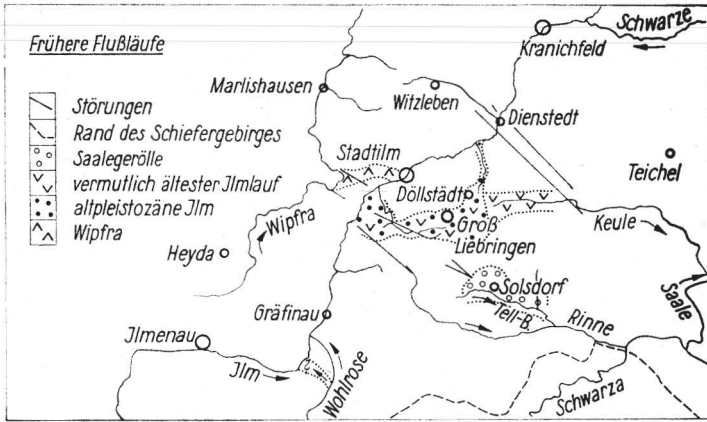 Frühere Flußläufe
Störungen
Rand des Schiefergebirges
Saalegerölle
vermutlich ältester Jlmlauf
altpleistozäne Jlm
Wipfra
Schwarze
Kranichfeld
Marlishausen
Witzleben
Dienstedt
Stadtilm
Teichel
Döllstädt
Groß
Liebringen
Keule
Wipfra
Heyda
Solsdorf
Saale
Gräfinau
Tell-B.
Rinne
Jlmenau
Jlm
Wohlrose
Schwarza